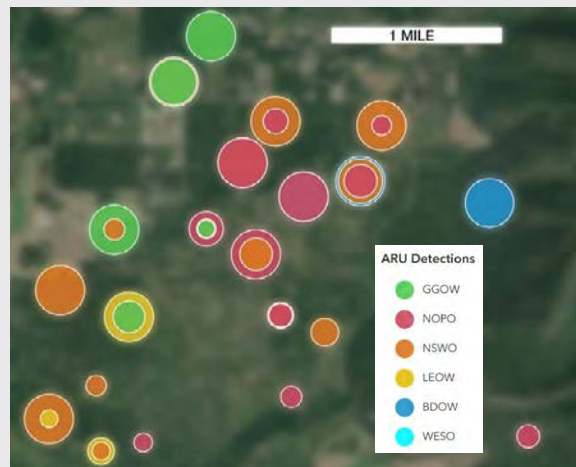 1 MILE
ARU Detections
GGOW
NOPO
NSWO
LEOW
BDOW
WESO